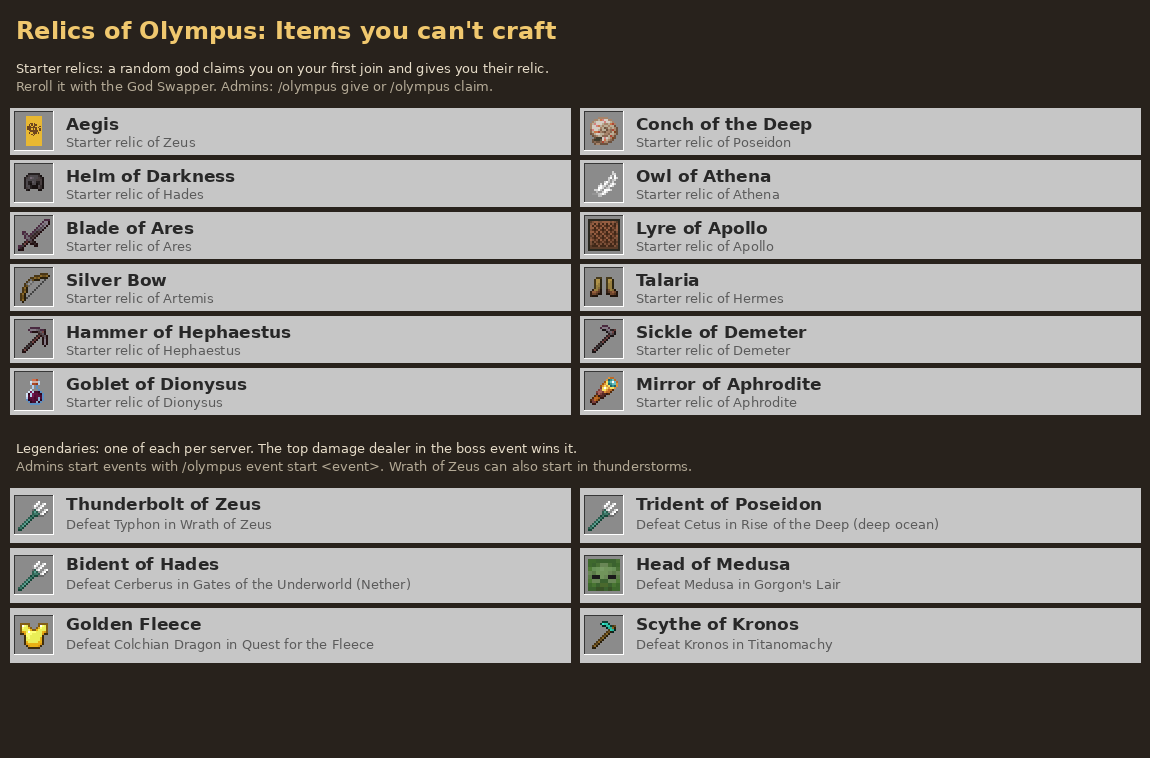 Relics of Olympus: Items you can't craft
Starter relics: a random god claims you on your first join and gives you their relic.
Reroll it with the God Swapper. Admins: /olympus give or /olympus claim.
Aegis
Starter relic of Zeus
Conch of the Deep
Starter relic of Poseidon
Helm of Darkness
Starter relic of Hades
Owl of Athena
Starter relic of Athena
Blade of Ares
Starter relic of Ares
Lyre of Apollo
Starter relic of Apollo
Silver Bow
Starter relic of Artemis
Talaria
Starter relic of Hermes
Hammer of Hephaestus
Starter relic of Hephaestus
Sickle of Demeter
Starter relic of Demeter
Goblet of Dionysus
Starter relic of Dionysus
Mirror of Aphrodite
Starter relic of Aphrodite
Legendaries: one of each per server. The top damage dealer in the boss event wins it.
Admins start events with /olympus event start <event>. Wrath of Zeus can also start in thunderstorms.
Thunderbolt of Zeus
Defeat Typhon in Wrath of Zeus
Trident of Poseidon
Defeat Cetus in Rise of the Deep (deep ocean)
Bident of Hades
Defeat Cerberus in Gates of the Underworld (Nether)
Head of Medusa
Defeat Medusa in Gorgon's Lair
Golden Fleece
Defeat Colchian Dragon in Quest for the Fleece
Scythe of Kronos
Defeat Kronos in Titanomachy